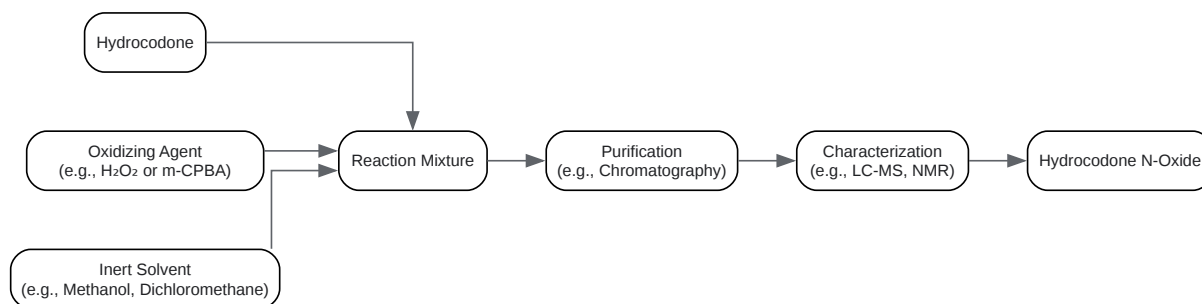 Hydrocodone
Oxidizing Agent
(e.g., H₂O₂ or m-CPBA)
Reaction Mixture
Purification
(e.g., Chromatography)
Characterization
(e.g., LC-MS, NMR)
Hydrocodone N-Oxide
Inert Solvent
(e.g., Methanol, Dichloromethane)